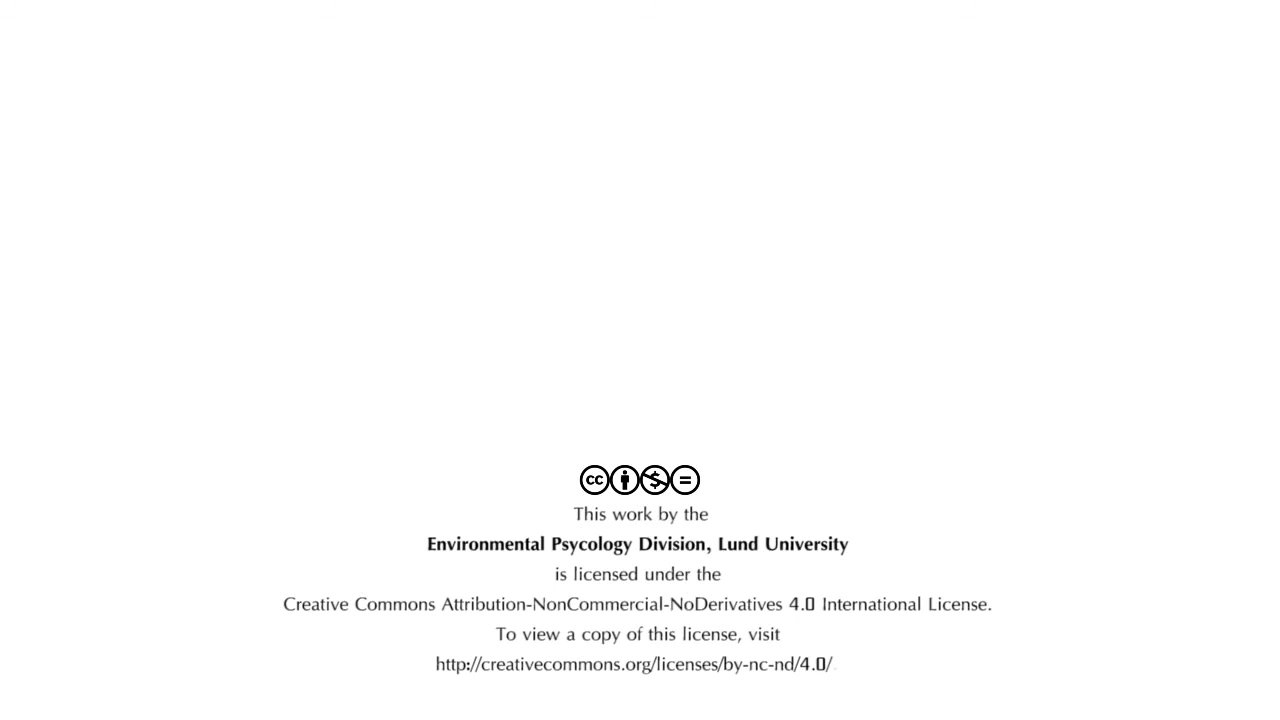 cc $ =
This work by the
Environmental Psycology Division, Lund University
is licensed under the
Creative Commons Attribution-NonCommercial-NoDerivatives 4.0 International License.
To view a copy of this license, visit
http://creativecommons.org/licenses/by-nc-nd/4.0/